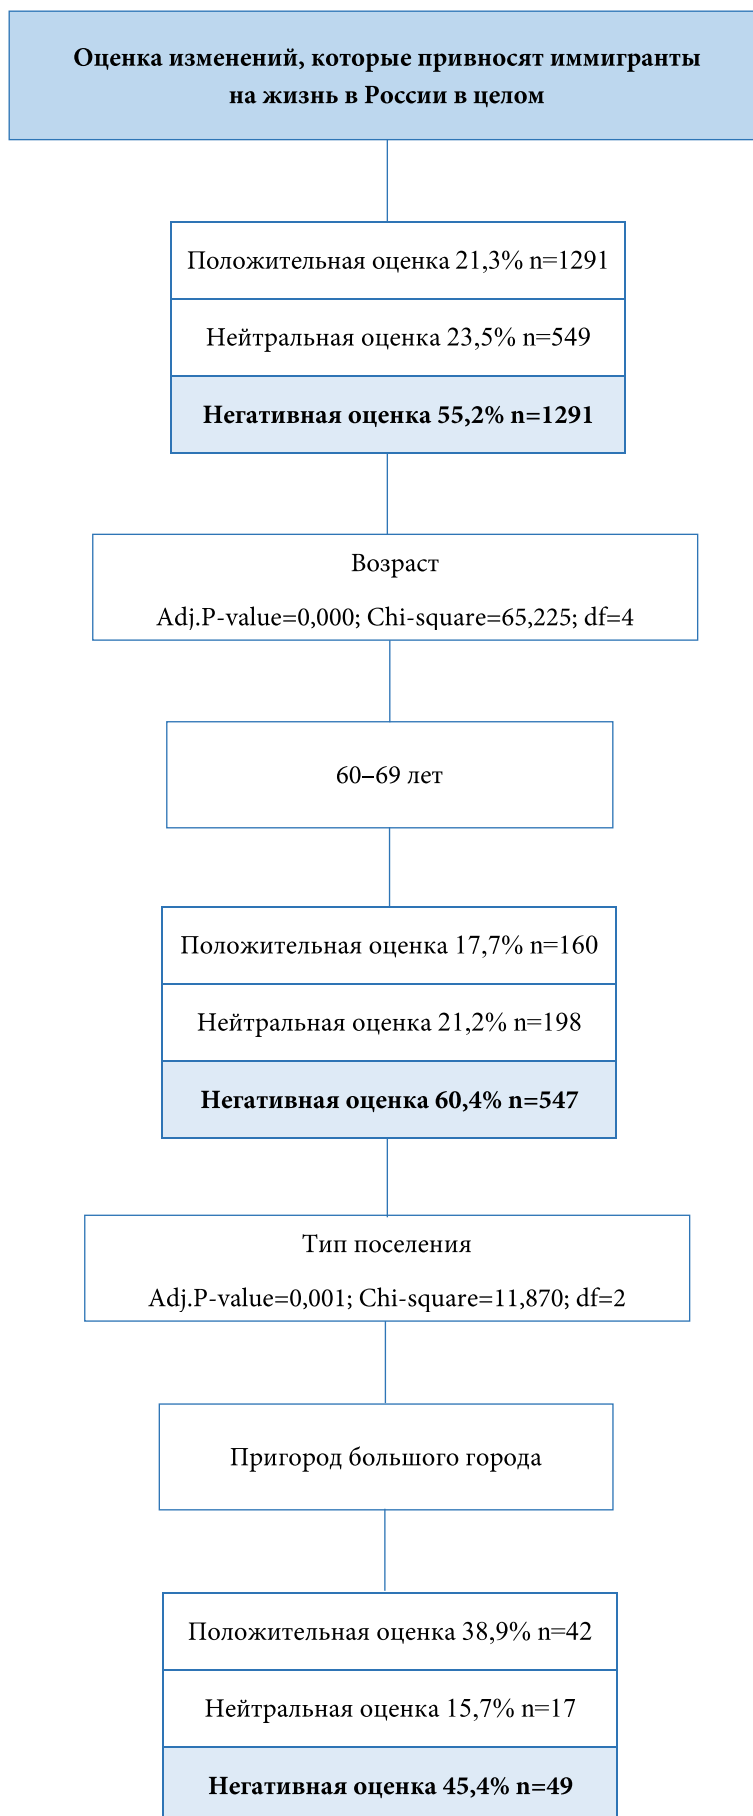 Оценка изменений, которые привносят иммигранты
на жизнь в России в целом
Положительная оценка 21,3% n=1291
Нейтральная оценка 23,5% n=549
Негативная оценка 55,2% n=1291
Возраст
Adj.P-value=0,000; Chi-square=65,225; df=4
60–69 лет
Положительная оценка 17,7% n=160
Нейтральная оценка 21,2% n=198
Негативная оценка 60,4% n=547
Тип поселения
Adj.P-value=0,001; Chi-square=11,870; df=2
Пригород большого города
Положительная оценка 38,9% n=42
Нейтральная оценка 15,7% n=17
Негативная оценка 45,4% n=49